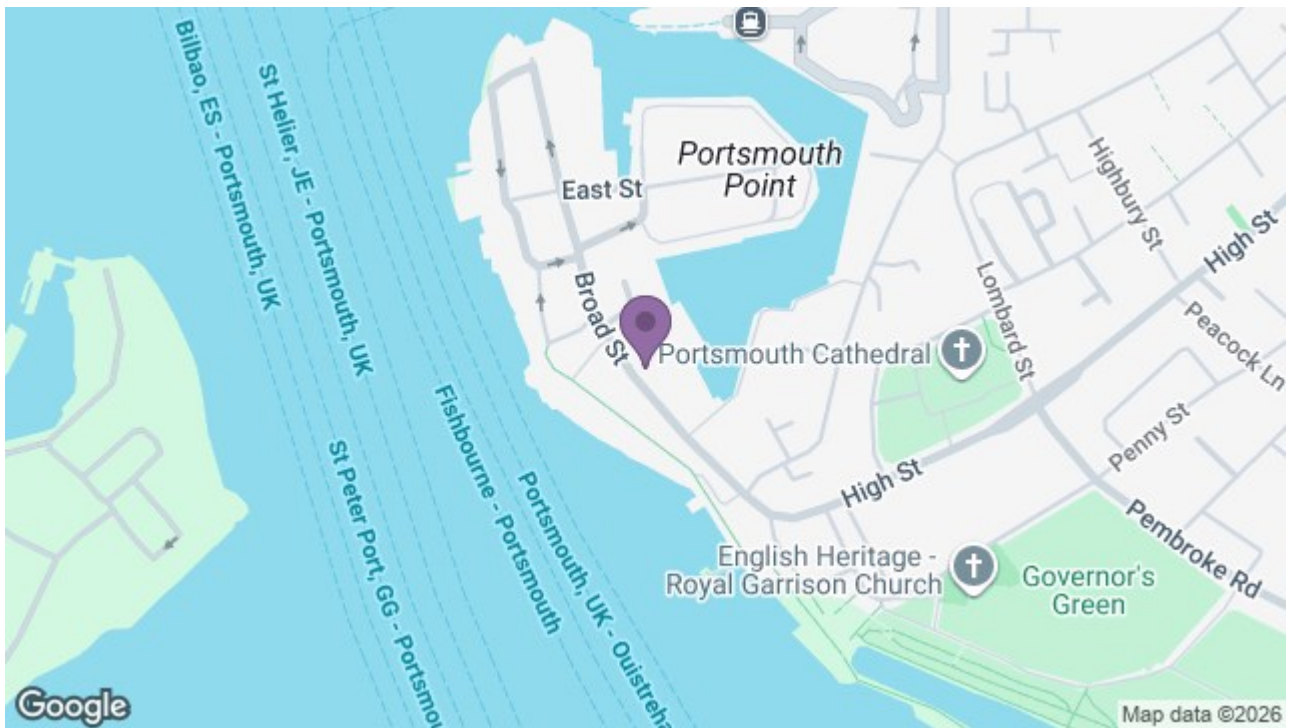 Bilbao, ES - Portsmouth, UK
St Helier, JE - Portsmouth, UK
Portsmouth
Point
East St
Highbury St
High St
Broad St
Lombard St
Peacock Ln
Portsmouth Cathedral
Penny St
Fishbourne - Portsmouth
St Peter Port, GG - Portsmou
Portsmouth, UK - Ouistreha
High St
Pembroke Rd
English Heritage -
Royal Garrison Church
Governor's
Green
Google
Map data ©2026